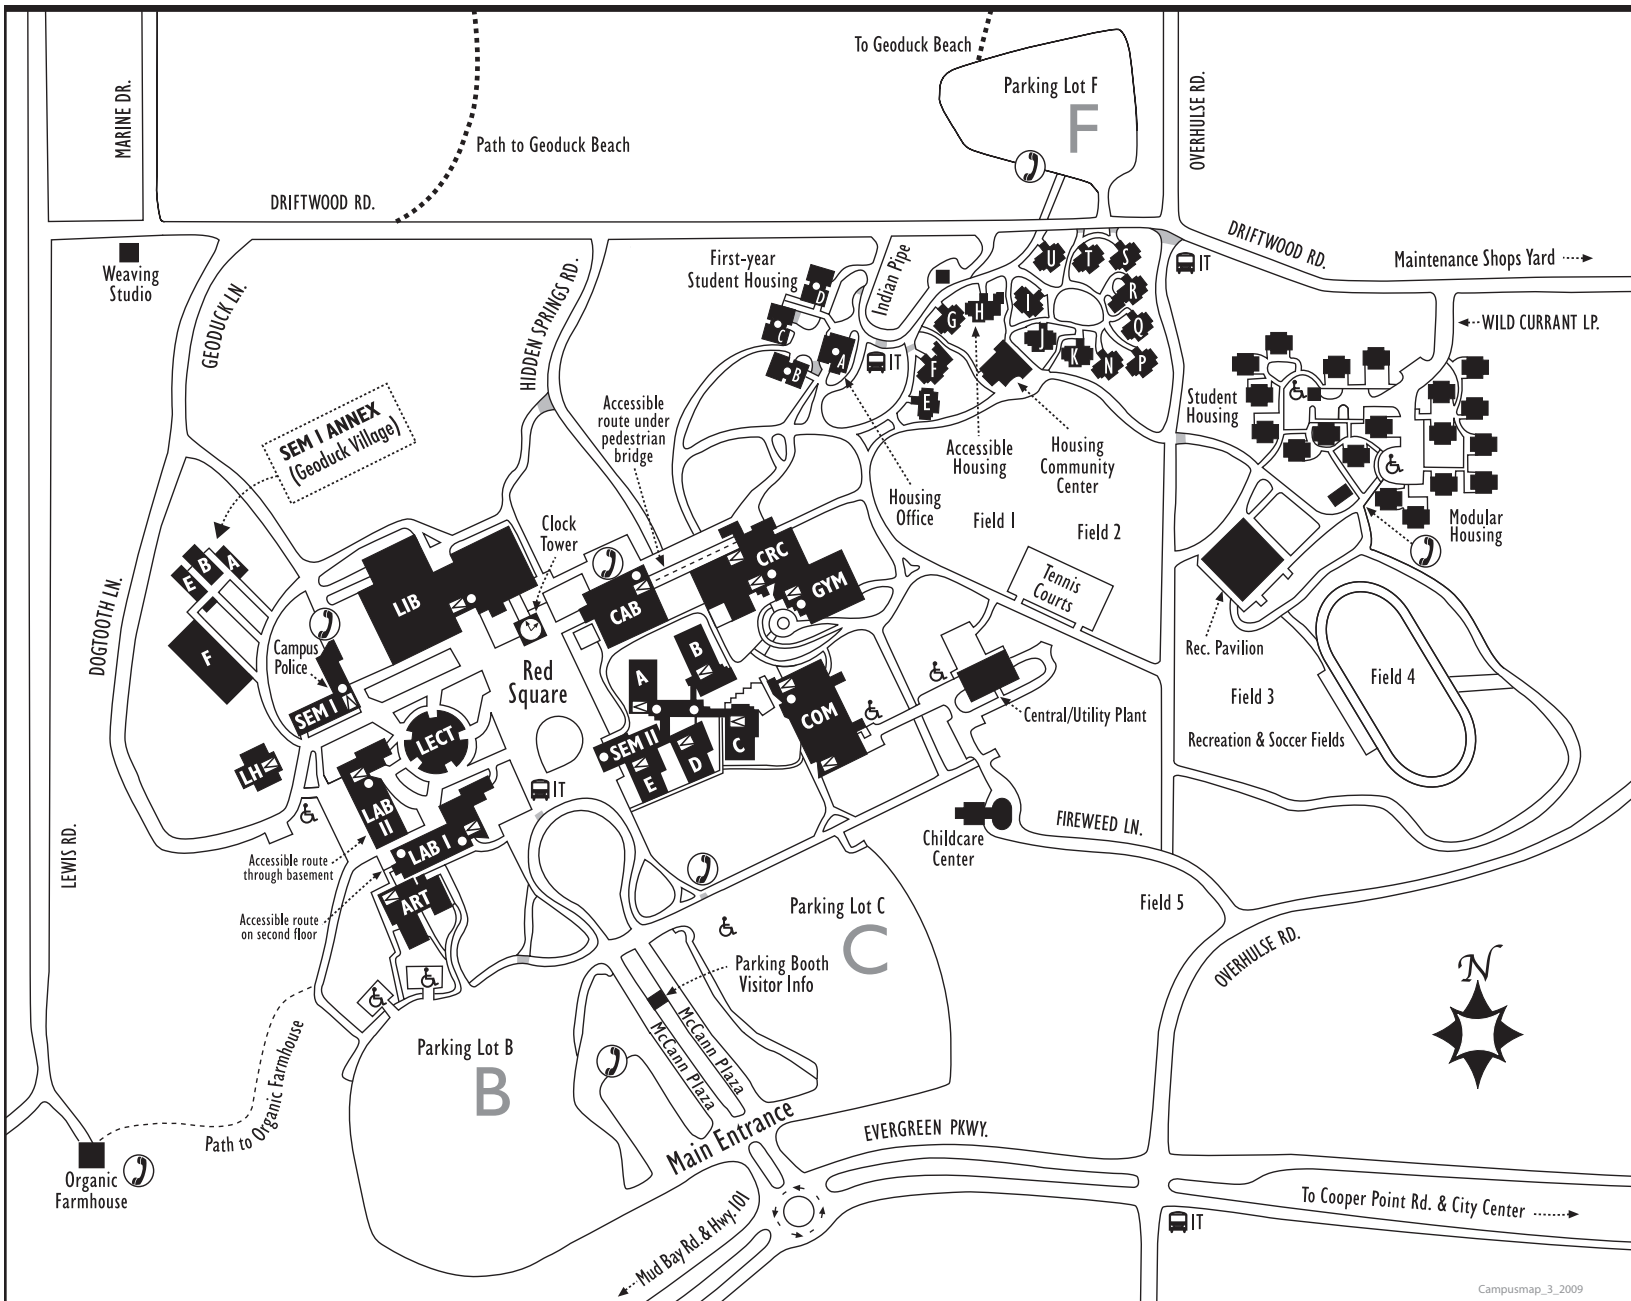 To Geoduck Beach
Parking Lot F
F
MARINE DR.
OVERHULSE RD.
Path to Geoduck Beach
DRIFTWOOD RD.
DRIFTWOOD RD.
Maintenance Shops Yard
Weaving
Studio
GEODUCK LN.
HIDDEN SPRINGS RD.
First-year
Student Housing
Indian Pipe
IT
WILD CURRANT LP.
U
T
S
R
Q
P
N
K
J
I
H
G
F
E
D
C
B
A
IT
Student
Housing
Accessible
route under
pedestrian
bridge
SEM I ANNEX
(Geoduck Village)
Accessible
Housing
Housing
Community
Center
Housing
Office
Field 1
Field 2
Modular
Housing
Clock
Tower
Tennis
Courts
CRC
GYM
CAB
LIB
E
B
A
F
DOGTOOTH LN.
Campus
Police
SEM I
Red
Square
LECT
A
B
SEM II
C
D
E
COM
Rec. Pavilion
Field 3
Field 4
Central/Utility Plant
Recreation & Soccer Fields
LH
LAB
II
LAB I
ART
IT
LEWIS RD.
Accessible route
through basement
Accessible route
on second floor
Childcare
Center
FIREWEED LN.
Field 5
Parking Lot C
C
OVERHULSE RD.
Parking Booth
Visitor Info
N
McCann Plaza
McCann Plaza
Parking Lot B
B
Path to Organic Farmhouse
Organic
Farmhouse
Main Entrance
EVERGREEN PKWY.
Mud Bay Rd. & Hwy. 101
To Cooper Point Rd. & City Center
IT
Campusmap_3_2009